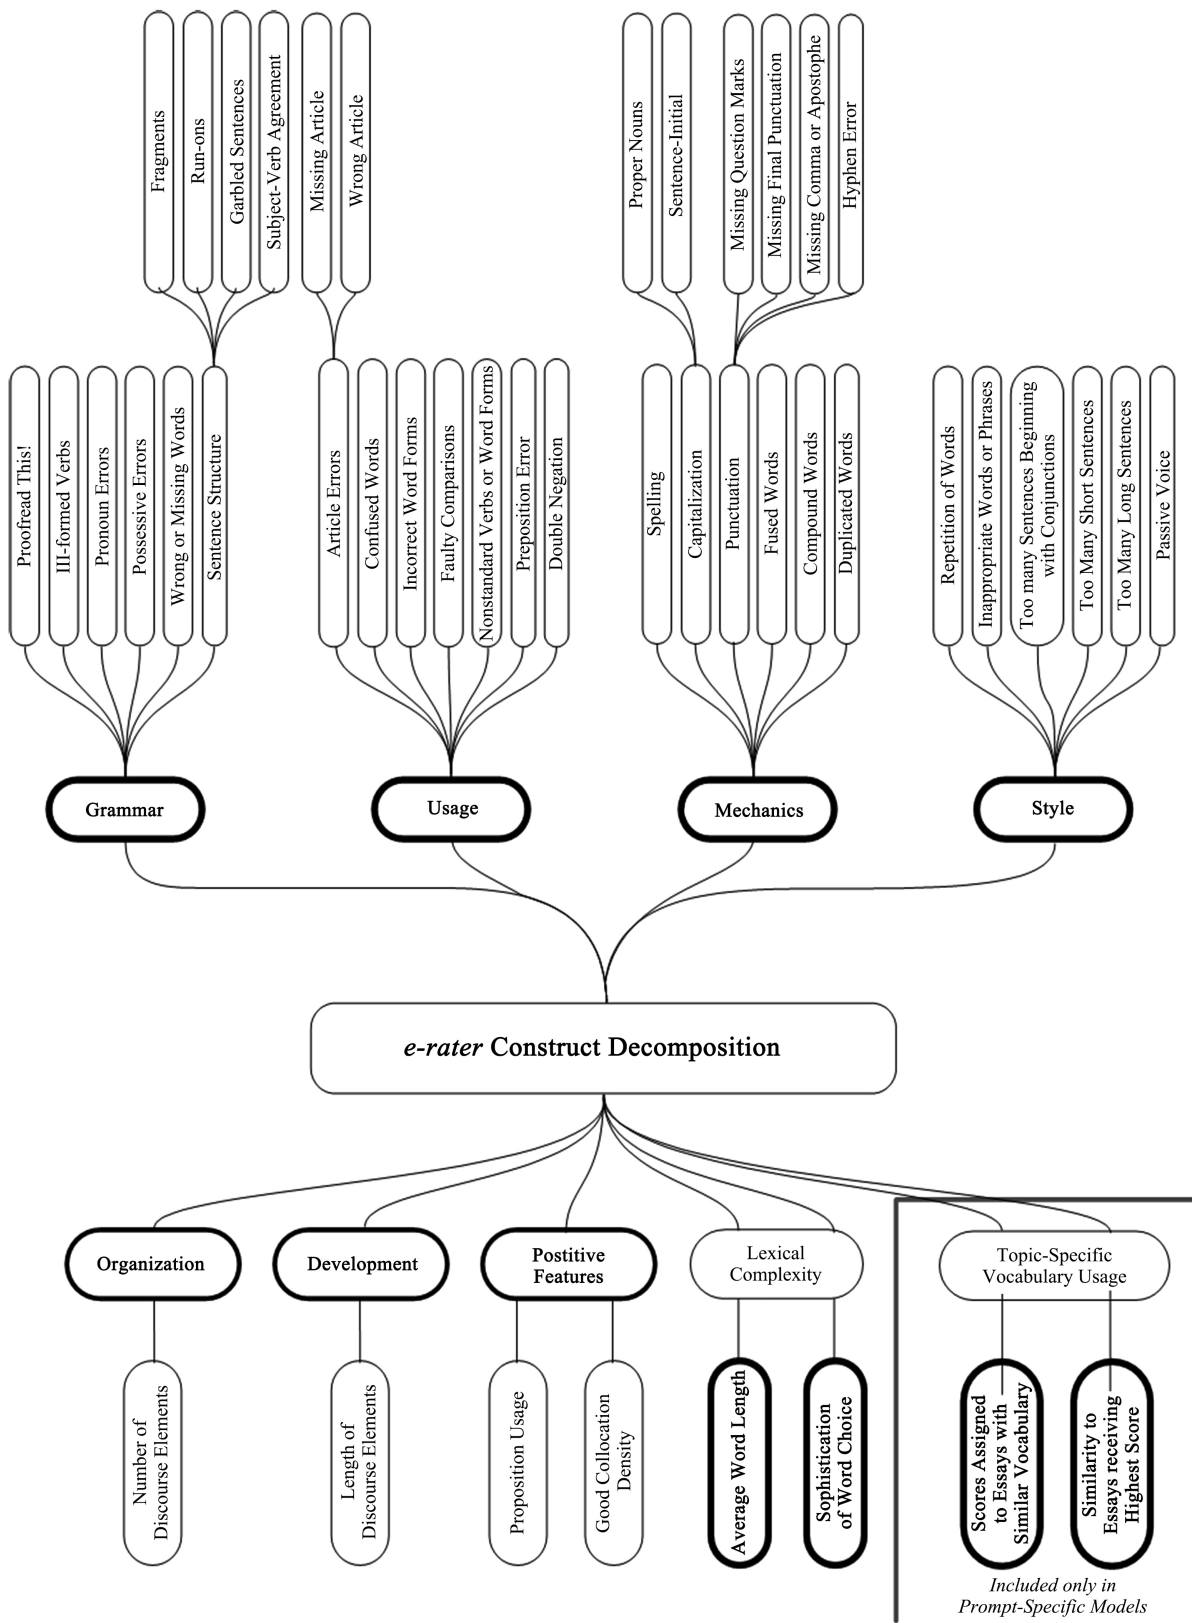 Fragments
Run-ons
Garbled Sentences
Subject-Verb Agreement
Missing Article
Wrong Article
Proper Nouns
Sentence-Initial
Missing Question Marks
Missing Final Punctuation
Missing Comma or Apostophe
Hyphen Error
Proofread This!
III-formed Verbs
Pronoun Errors
Possessive Errors
Wrong or Missing Words
Sentence Structure
Article Errors
Confused Words
Incorrect Word Forms
Faulty Comparisons
Nonstandard Verbs or Word Forms
Preposition Error
Double Negation
Spelling
Capitalization
Punctuation
Fused Words
Compound Words
Duplicated Words
Repetition of Words
Inappropriate Words or Phrases
Too many Sentences Beginning
with Conjunctions
Too Many Short Sentences
Too Many Long Sentences
Passive Voice
Grammar
Usage
Mechanics
Style
e-rater Construct Decomposition
Organization
Development
Postitive
Features
Lexical
Complexity
Topic-Specific
Vocabulary Usage
Number of
Discourse Elements
Length of
Discourse Elements
Proposition Usage
Good Collocation
Density
Average Word Length
Sophistication
of Word Choice
Scores Assigned
to Essays with
Similar Vocabulary
Similarity to
Essays receiving
Highest Score
Included only in
Prompt-Specific Models